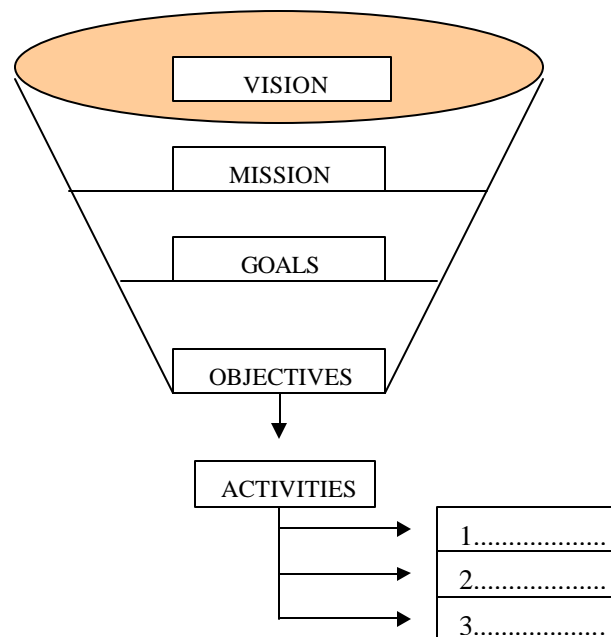 VISION
MISSION
GOALS
OBJECTIVES
ACTIVITIES
1..................
2..................
3..................